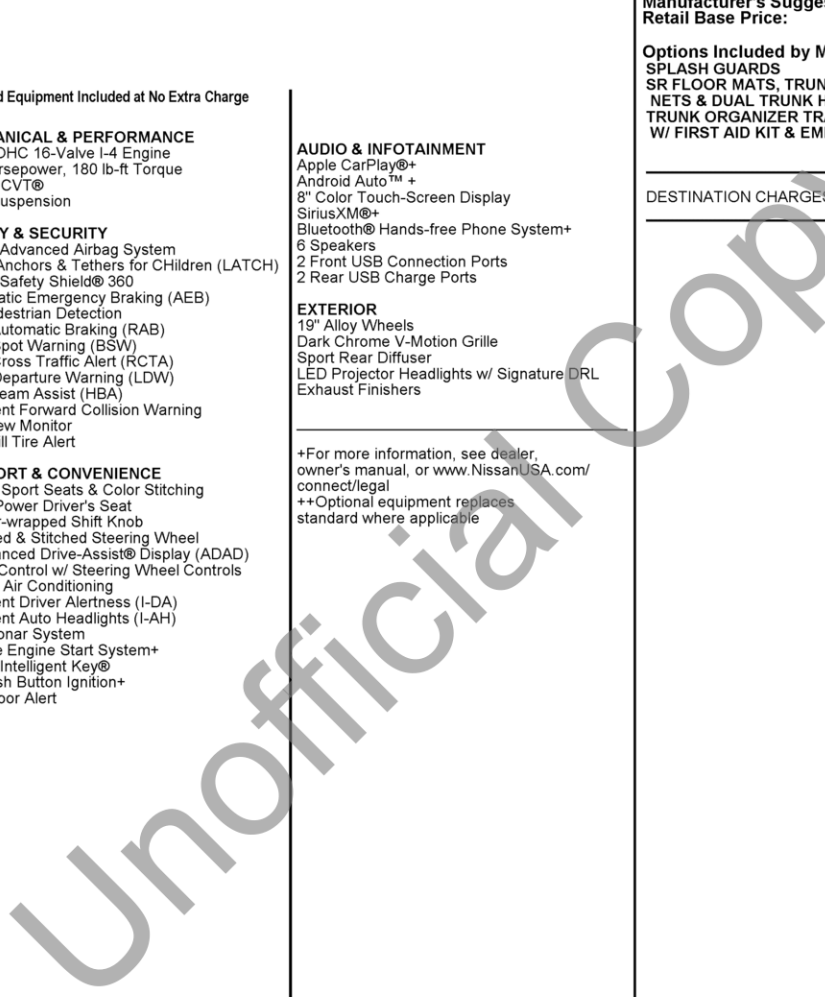 d Equipment Included at No Extra Charge
ANICAL & PERFORMANCE
OHC 16-Valve I-4 Engine
rsepower, 180 lb-ft Torque
CVT®
uspension
Y & SECURITY
Advanced Airbag System
Anchors & Tethers for CHildren (LATCH)
Safety Shield® 360
atic Emergency Braking (AEB)
destrian Detection
utomatic Braking (RAB)
pot Warning (BSW)
ross Traffic Alert (RCTA)
Departure Warning (LDW)
eam Assist (HBA)
ent Forward Collision Warning
ew Monitor
ll Tire Alert
ORT & CONVENIENCE
Sport Seats & Color Stitching
Power Driver's Seat
r-wrapped Shift Knob
ed & Stitched Steering Wheel
anced Drive-Assist® Display (ADAD)
Control w/ Steering Wheel Controls
Air Conditioning
ent Driver Alertness (I-DA)
ent Auto Headlights (I-AH)
onar System
e Engine Start System+
Intelligent Key®
sh Button Ignition+
oor Alert
AUDIO & INFOTAINMENT
Apple CarPlay®+
Android Auto™ +
8" Color Touch-Screen Display
SiriusXM®+
Bluetooth® Hands-free Phone System+
6 Speakers
2 Front USB Connection Ports
2 Rear USB Charge Ports
EXTERIOR
19" Alloy Wheels
Dark Chrome V-Motion Grille
Sport Rear Diffuser
LED Projector Headlights w/ Signature DRL
Exhaust Finishers
+For more information, see dealer,
owner's manual, or www.NissanUSA.com/
connect/legal
++Optional equipment replaces
standard where applicable
Manufacturer's Sugges
Retail Base Price:
Options Included by M
SPLASH GUARDS
SR FLOOR MATS, TRUN
NETS & DUAL TRUNK H
TRUNK ORGANIZER TRA
W/ FIRST AID KIT & EM
DESTINATION CHARGES
Unofficial Copy